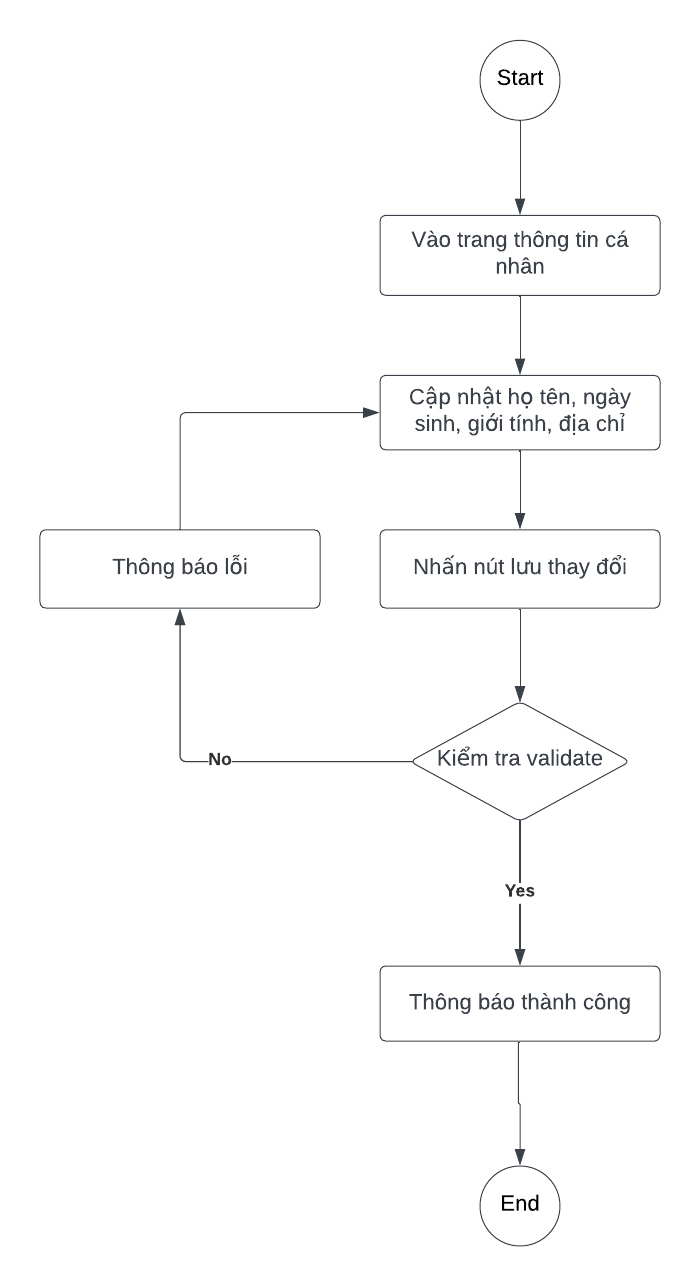 Start
Vào trang thông tin cá
nhân
Cập nhật họ tên, ngày
sinh, giới tính, địa chỉ
Thông báo lỗi
Nhấn nút lưu thay đổi
Kiểm tra validate
No
Yes
Thông báo thành công
End